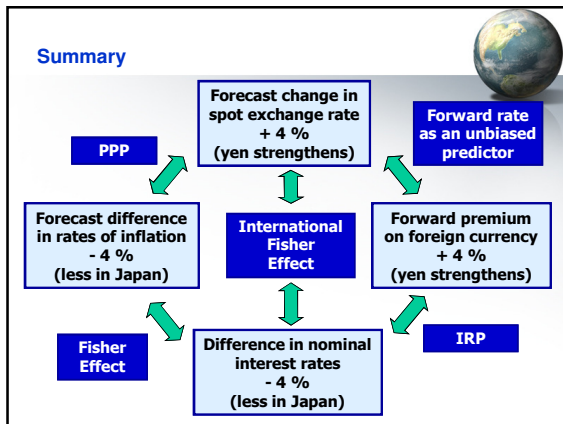 Summary
Forecast change in
spot exchange rate
+ 4 %
(yen strengthens)
Forward rate
as an unbiased
predictor
PPP
Forecast difference
in rates of inflation
- 4 %
(less in Japan)
International
Fisher
Effect
Forward premium
on foreign currency
+ 4 %
(yen strengthens)
Fisher
Effect
Difference in nominal
interest rates
- 4 %
(less in Japan)
IRP